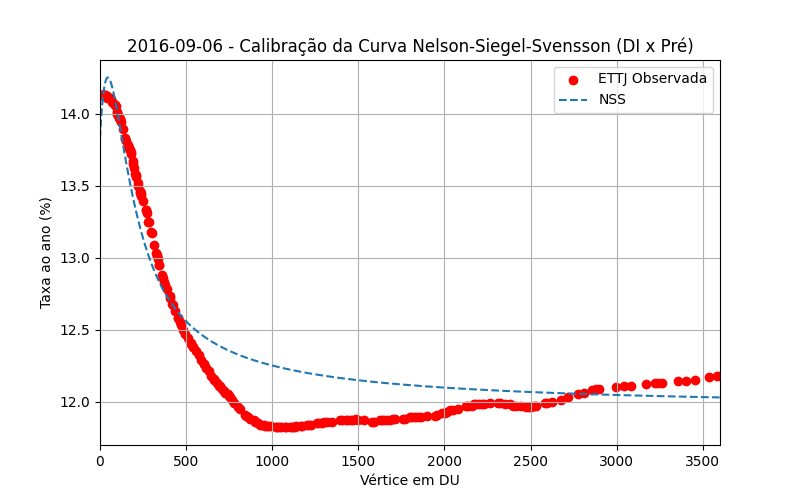 2016-09-06 - Calibração da Curva Nelson-Siegel-Svensson (DI x Pré)
ETTJ Observada
NSS
Taxa ao ano (%)
14.0
13.5
13.0
12.5
12.0
0 500 1000 1500 2000 2500 3000 3500
Vértice em DU